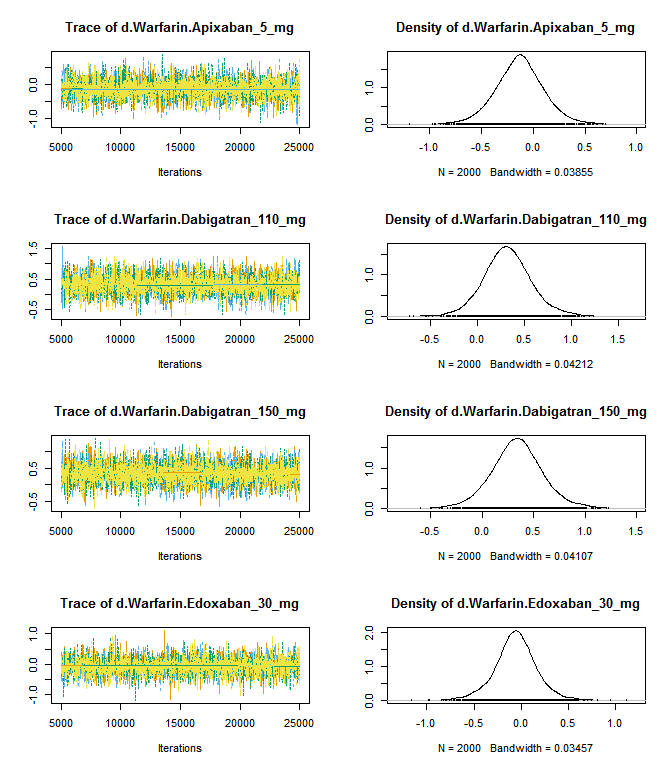 Trace of d.Warfarin.Apixaban_5_mg
0.0
-1.0
5000 10000 15000 20000 25000
Iterations
Density of d.Warfarin.Apixaban_5_mg
1.0
0.0
-1.0 -0.5 0.0 0.5 1.0
N = 2000 Bandwidth = 0.03855
Trace of d.Warfarin.Dabigatran_110_mg
1.5
0.5
-0.5
5000 10000 15000 20000 25000
Iterations
Density of d.Warfarin.Dabigatran_110_mg
1.0
0.0
-0.5 0.0 0.5 1.0 1.5
N = 2000 Bandwidth = 0.04212
Trace of d.Warfarin.Dabigatran_150_mg
0.5
-0.5
5000 10000 15000 20000 25000
Iterations
Density of d.Warfarin.Dabigatran_150_mg
1.0
0.0
-0.5 0.0 0.5 1.0 1.5
N = 2000 Bandwidth = 0.04107
Trace of d.Warfarin.Edoxaban_30_mg
1.0
0.0
-1.0
5000 10000 15000 20000 25000
Iterations
Density of d.Warfarin.Edoxaban_30_mg
2.0
1.0
0.0
-1.0 -0.5 0.0 0.5 1.0
N = 2000 Bandwidth = 0.03457